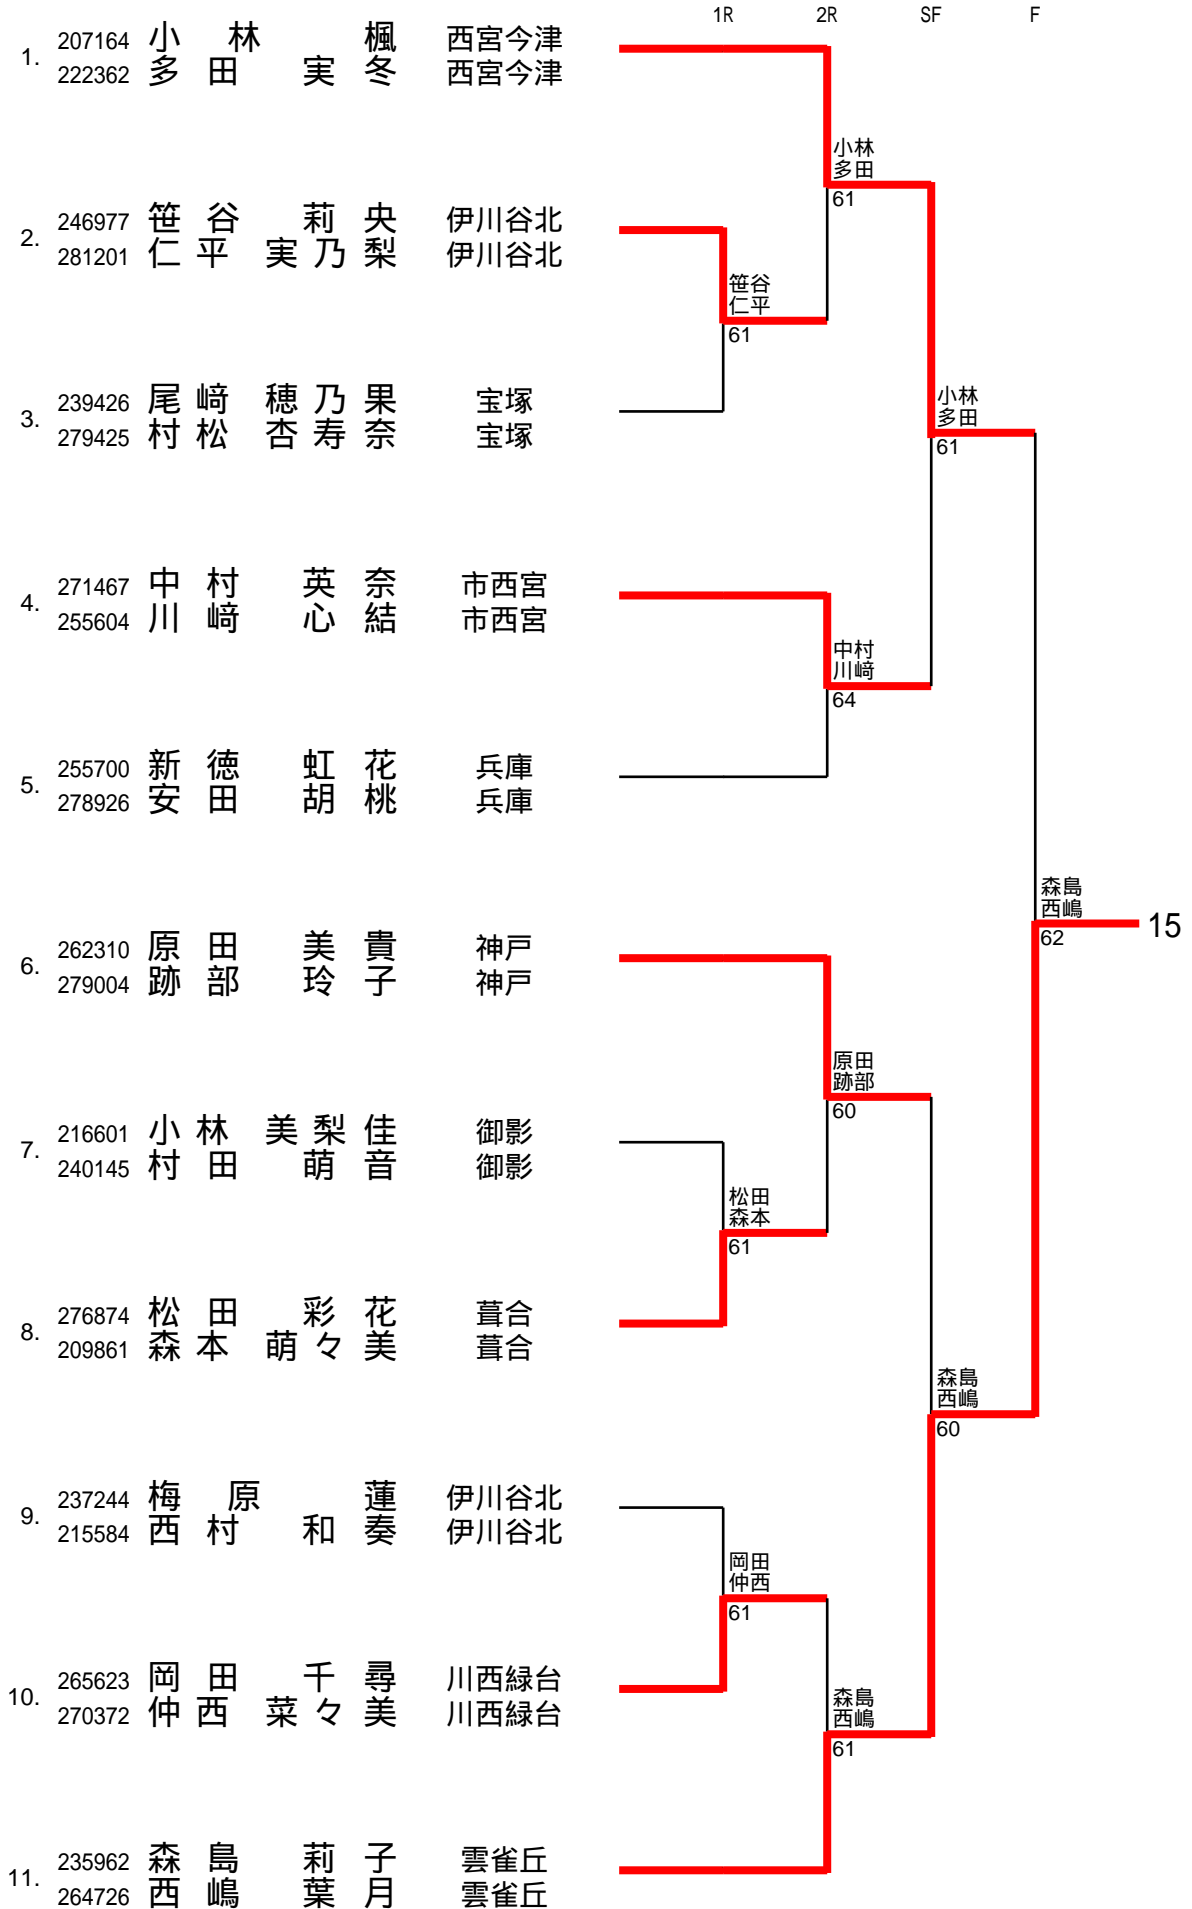 1R 2R SF F
1. 207164 小林 楓 西宮今津
222362 多田 実冬 西宮今津
小林
多田
61
2. 246977 笹谷 莉央 伊川谷北
281201 仁平 実乃梨 伊川谷北
笹谷
仁平
61
3. 239426 尾﨑 穂乃果 宝塚
279425 村松 杏寿奈 宝塚
小林
多田
61
4. 271467 中村 英奈 市西宮
255604 川﨑 心結 市西宮
中村
川﨑
64
5. 255700 新徳 虹花 兵庫
278926 安田 胡桃 兵庫
森島
西嶋
62
15
6. 262310 原田 美貴 神戸
279004 跡部 玲子 神戸
原田
跡部
60
7. 216601 小林 美梨佳 御影
240145 村田 萌音 御影
松田
森本
61
8. 276874 松田 彩花 葺合
209861 森本 萌々美 葺合
森島
西嶋
60
9. 237244 梅原 蓮 伊川谷北
215584 西村 和奏 伊川谷北
岡田
仲西
61
10. 265623 岡田 千尋 川西緑台
270372 仲西 菜々美 川西緑台
森島
西嶋
61
11. 235962 森島 莉子 雲雀丘
264726 西嶋 葉月 雲雀丘